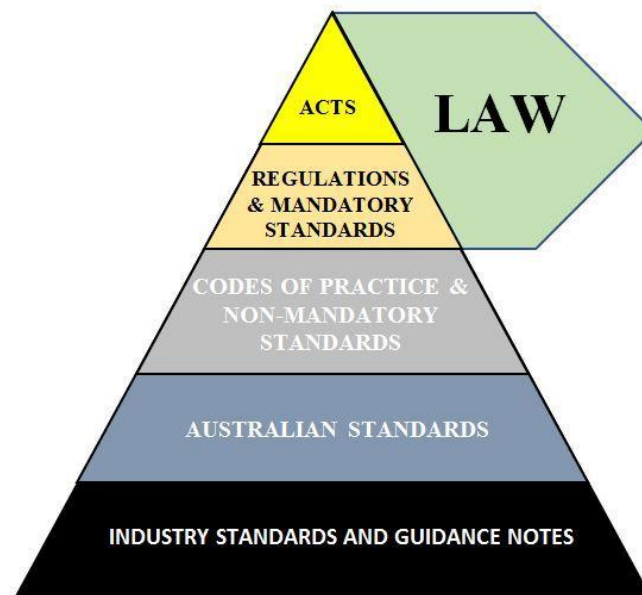 ACTS
LAW
REGULATIONS
& MANDATORY
STANDARDS
CODES OF PRACTICE &
NON-MANDATORY
STANDARDS
AUSTRALIAN STANDARDS
INDUSTRY STANDARDS AND GUIDANCE NOTES